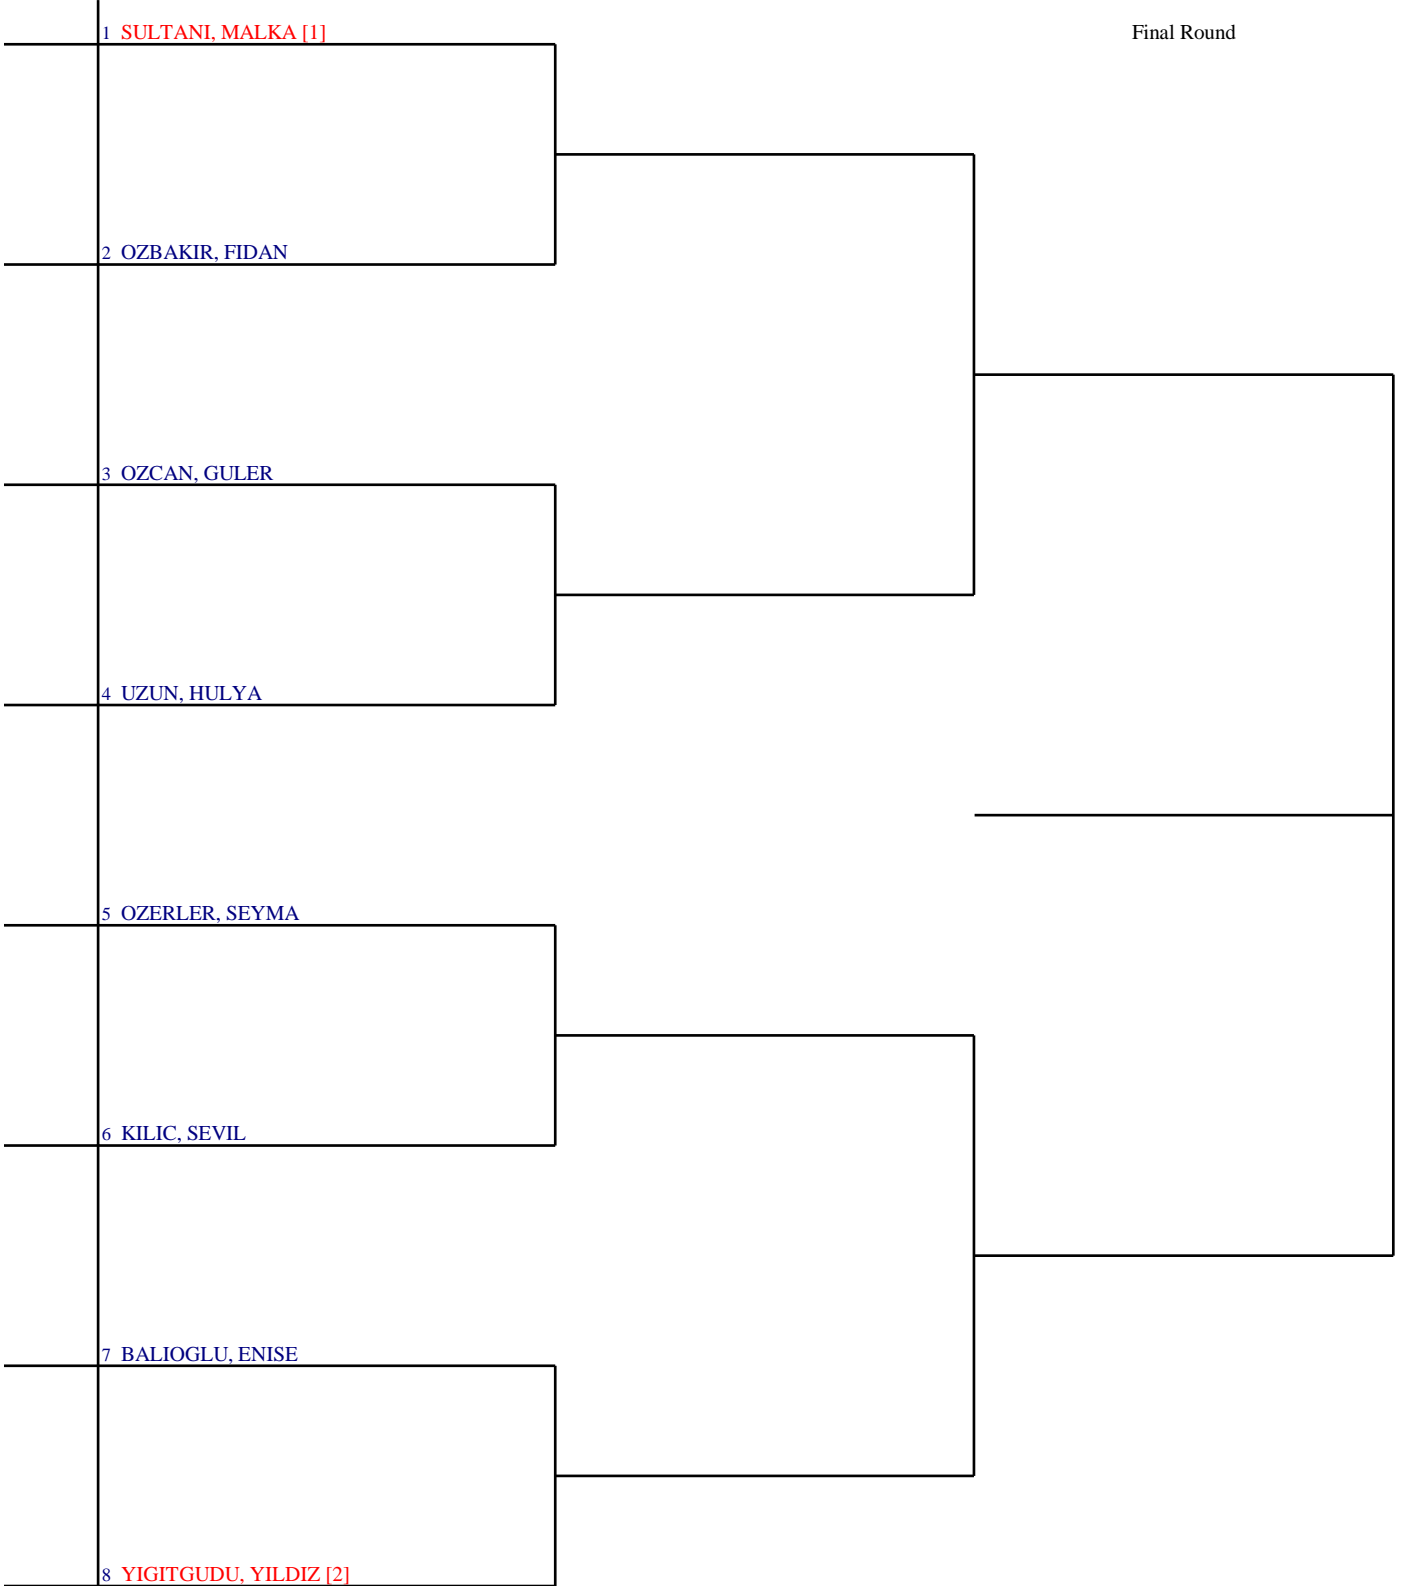 1 SULTANI, MALKA [1]
Final Round
2 OZBAKIR, FIDAN
3 OZCAN, GULER
4 UZUN, HULYA
5 OZERLER, SEYMA
6 KILIC, SEVIL
7 BALIOGLU, ENISE
8 YIGITGUDU, YILDIZ [2]